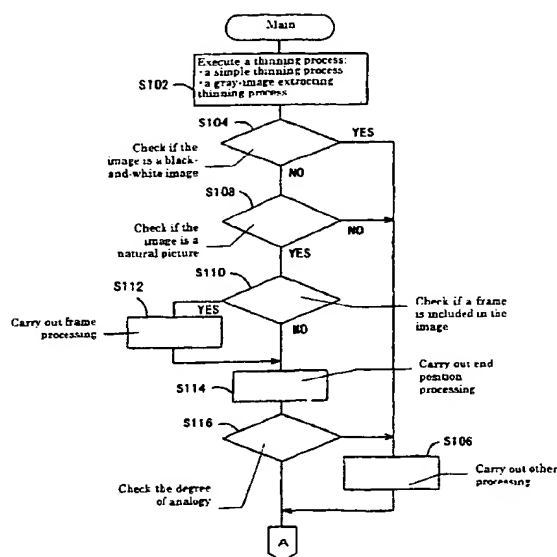 Main
Execute a thinning process:
· a simple thinning process
· a gray-image extracting
thinning process
S102
S104
YES
Check if the
image is a black-
and-white image
NO
S108
Check if the
image is a
natural picture
NO
YES
S110
S112
YES
Check if a frame
is included in the
image
Carry out frame
processing
NO
Carry out end
position
processing
S114
S116
S106
Check the degree
of analogy
Carry out other
processing
A